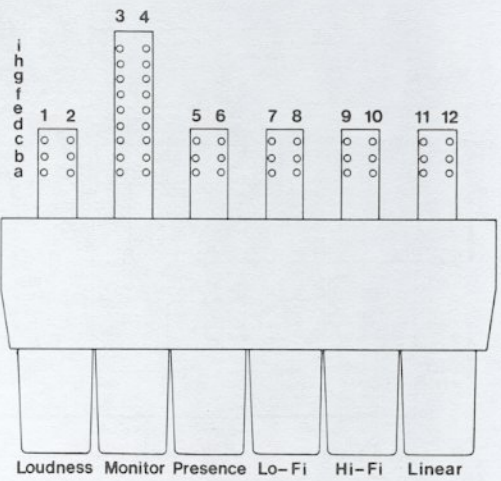 3 4
i
h
g
f
e
d
c
b
a
1 2
5 6
7 8
9 10
11 12
Loudness Monitor Presence Lo-Fi Hi-Fi Linear